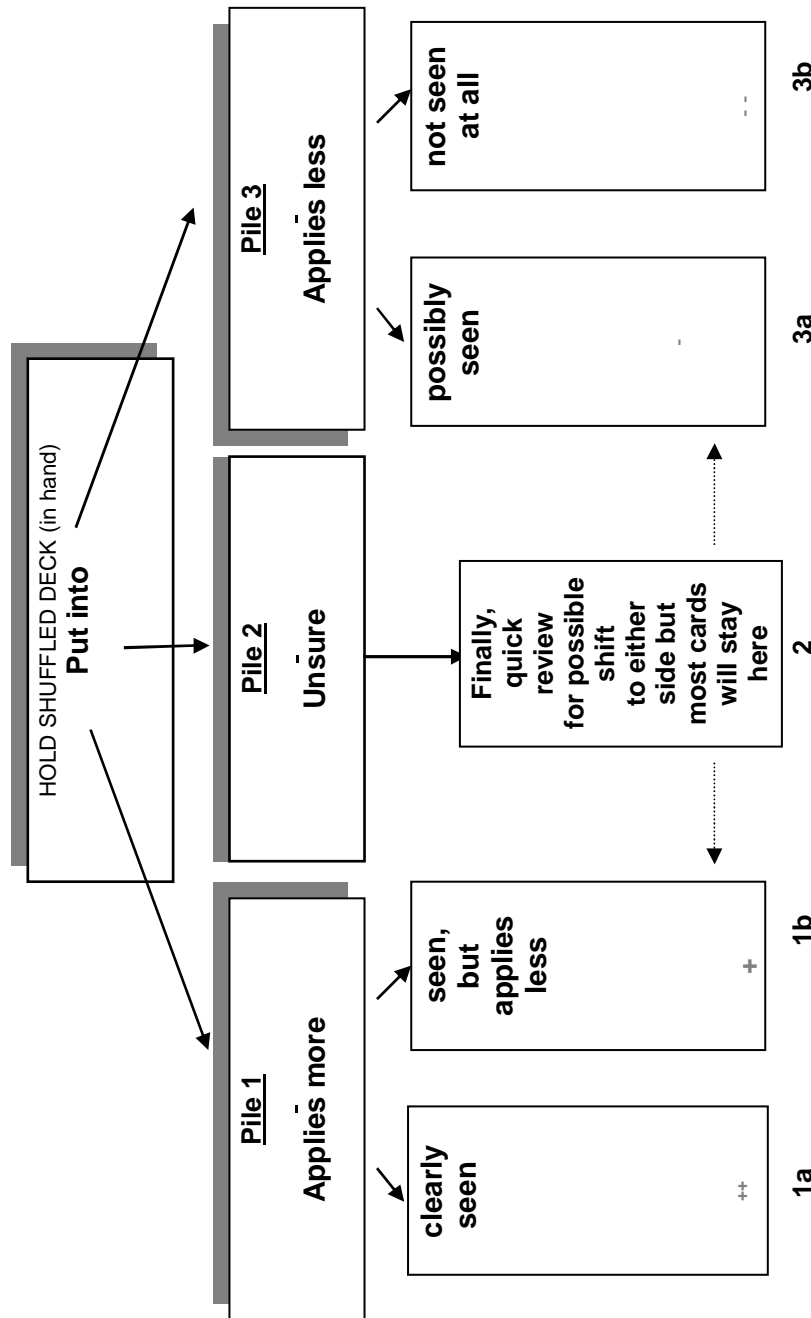 HOLD SHUFFLED DECK (in hand)
Put into
Pile 1
Applies more
Pile 2
Unsure
Pile 3
Applies less
clearly
seen
++
1a
seen,
but
applies
less
+
1b
Finally,
quick
review
for possible
shift
to either
side but
most cards
will stay
here
2
possibly
seen
-
3a
not seen
at all
- -
3b